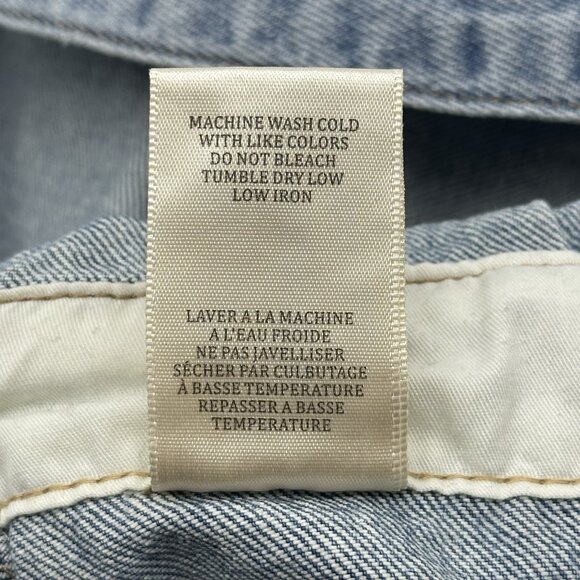 MACHINE WASH COLD
WITH LIKE COLORS
DO NOT BLEACH
TUMBLE DRY LOW
LOW IRON
LAVER A LA MACHINE
A L'EAU FROIDE
NE PAS JAVELLISER
SÉCHER PAR CULBUTAGE
À BASSE TEMPERATURE
REPASSER A BASSE
TEMPERATURE